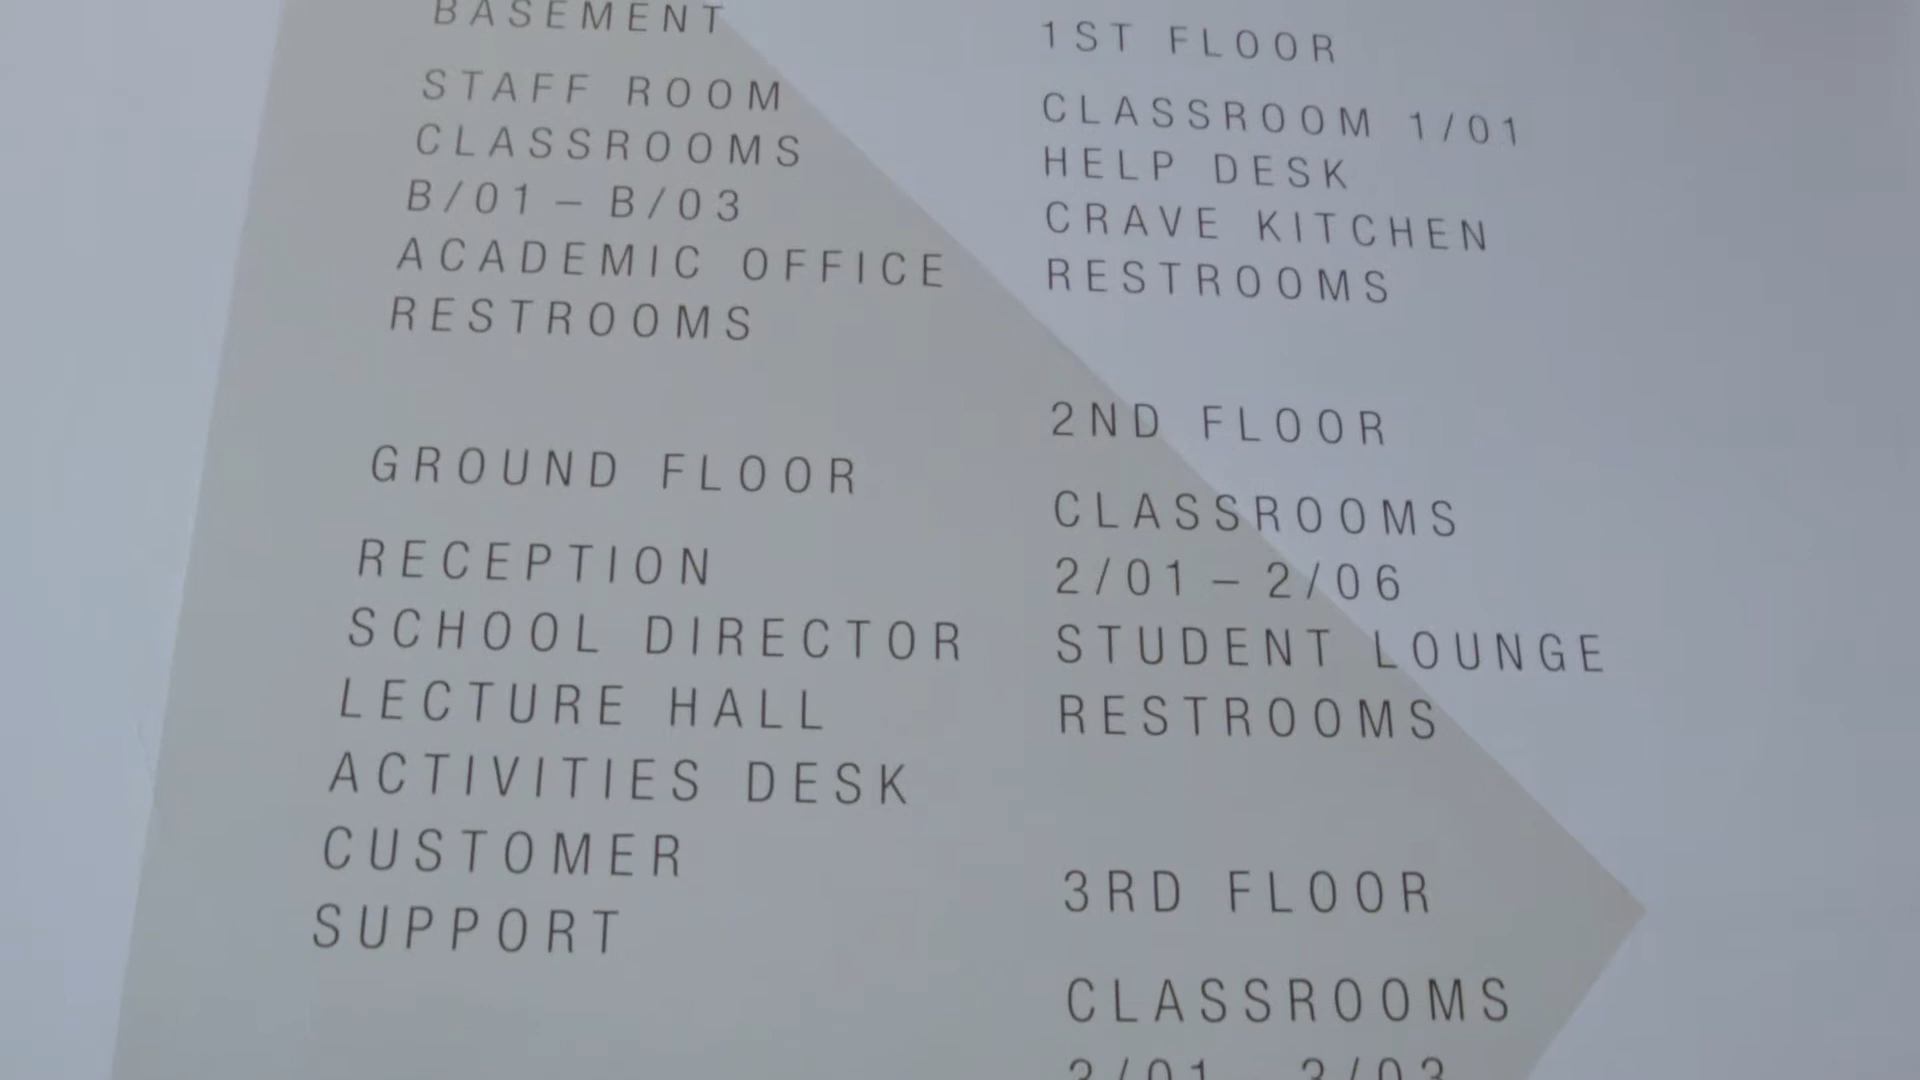 BASEMENT
STAFF ROOM
CLASSROOMS
B/01 – B/03
ACADEMIC OFFICE
RESTROOMS
GROUND FLOOR
RECEPTION
SCHOOL DIRECTOR
LECTURE HALL
ACTIVITIES DESK
CUSTOMER
SUPPORT
1ST FLOOR
CLASSROOM 1/01
HELP DESK
CRAVE KITCHEN
RESTROOMS
2ND FLOOR
CLASSROOMS
2/01 – 2/06
STUDENT LOUNGE
RESTROOMS
3RD FLOOR
CLASSROOMS